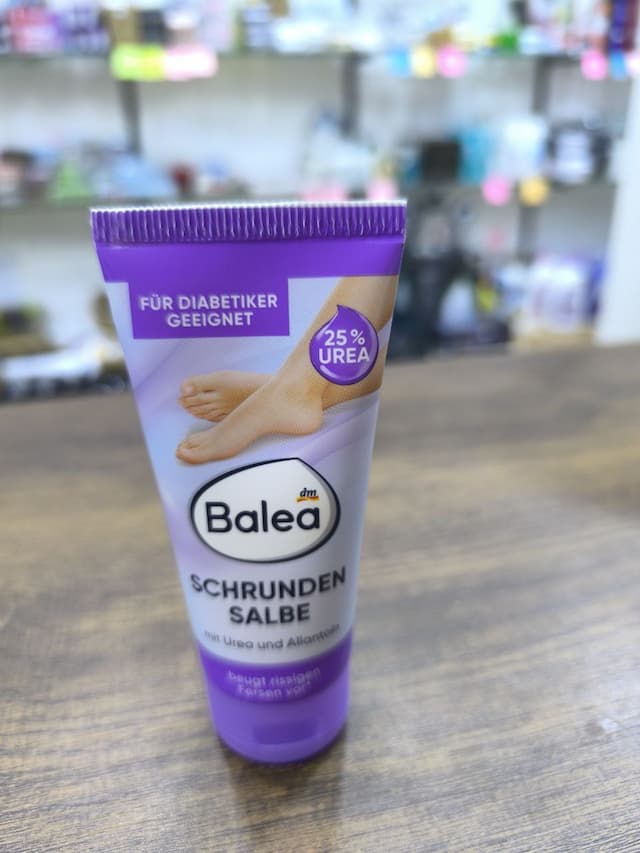 FÜR DIABETIKER
GEEIGNET
25%
UREA
dm
Balea
SCHRUNDEN
SALBE
mit Urea und Allantoin
beugt rissigen
Fersen vor*